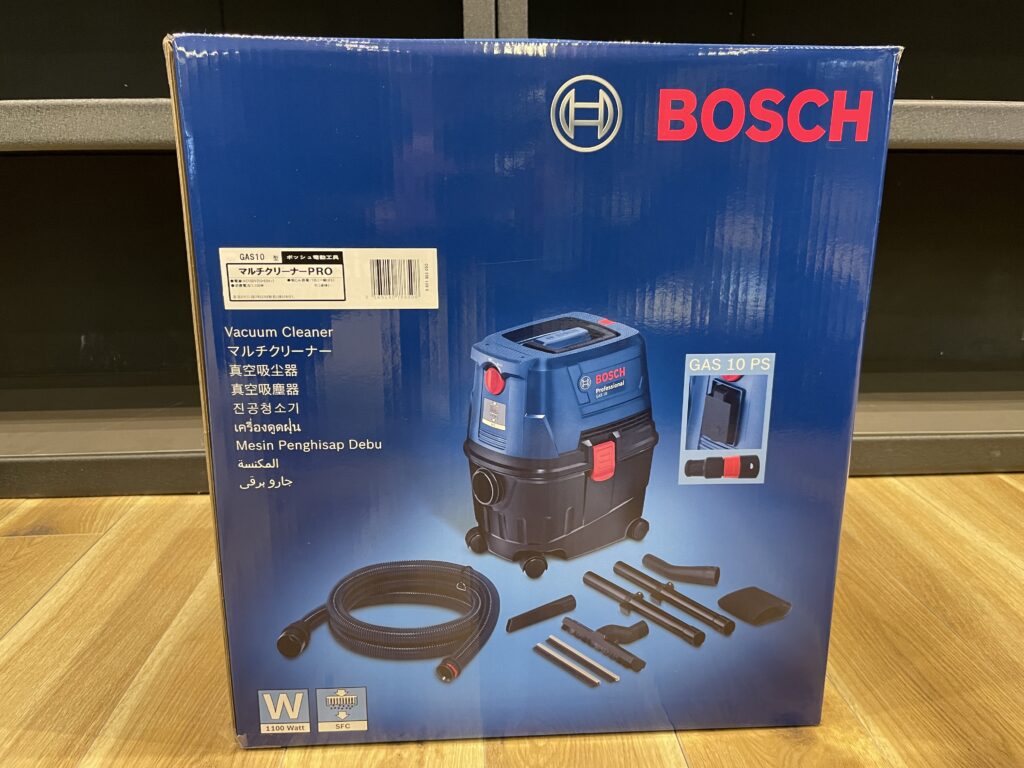 BOSCH
GAS10 型 ボッシュ電動工具
マルチクリーナーPRO
Vacuum Cleaner
マルチクリーナー
真空吸尘器
真空吸塵器
진공청소기
เครื่องดูดฝุ่น
Mesin Penghisap Debu
المكنسة
جارو برقی
BOSCH
Professional
GAS 10
GAS 10 PS
W
1100 Watt
SFC